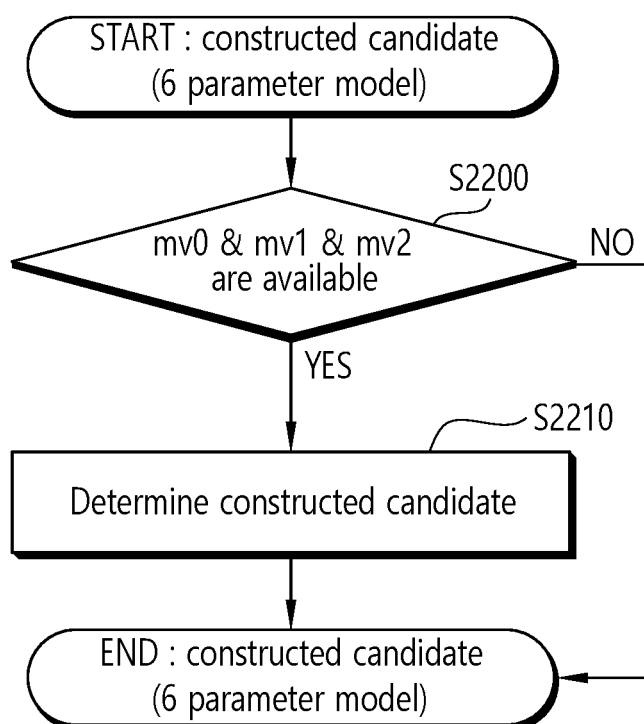 START : constructed candidate
(6 parameter model)
S2200
mv0 & mv1 & mv2
are available
NO
YES
S2210
Determine constructed candidate
END : constructed candidate
(6 parameter model)